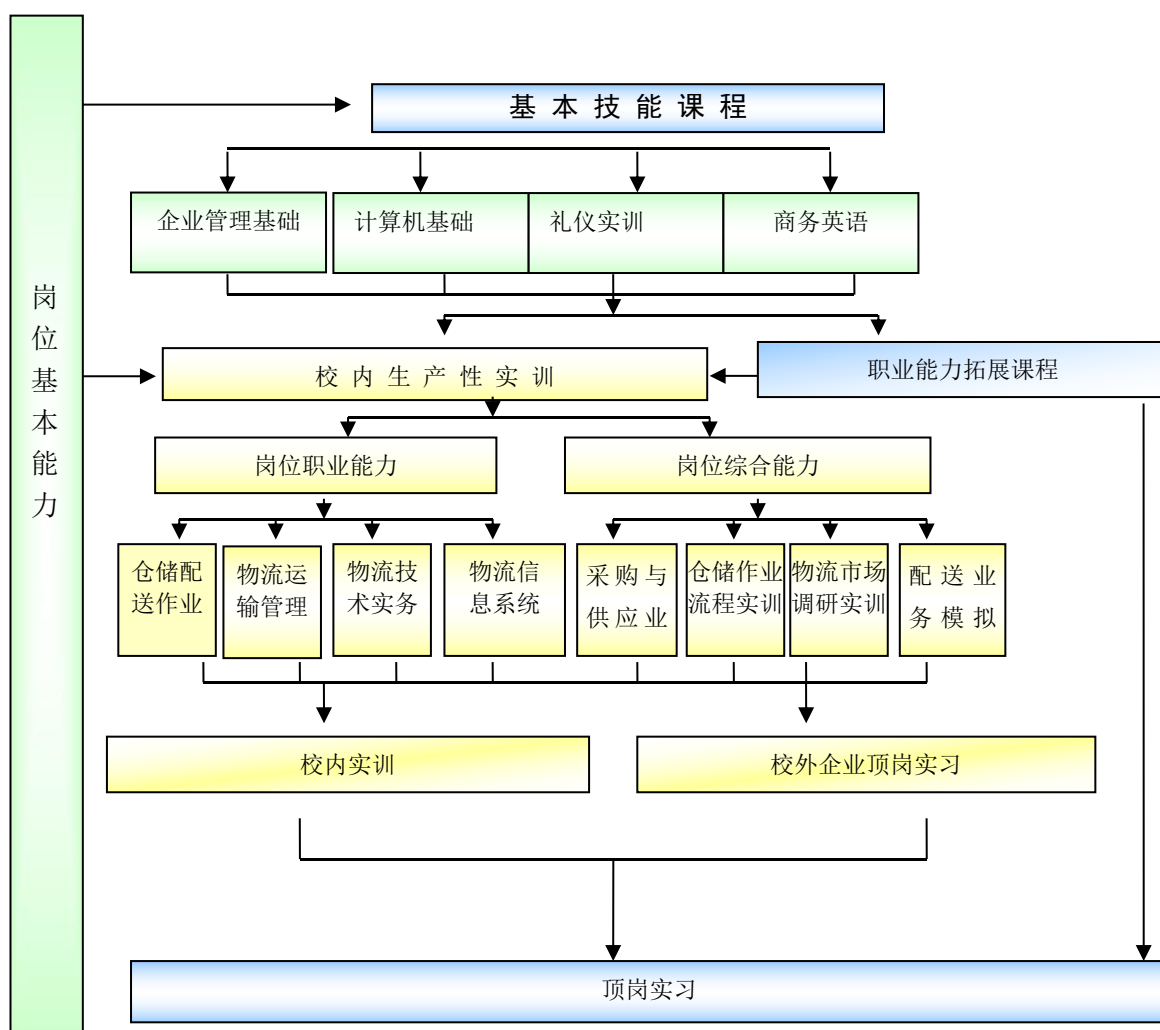 岗位基本能力
基本技能课程
企业管理基础
计算机基础
礼仪实训
商务英语
校内生产性实训
职业能力拓展课程
岗位职业能力
岗位综合能力
仓储配
送作业
物流运
输管理
物流技
术实务
物流信
息系统
采购与
供应业
仓储作业
流程实训
物流市场
调研实训
配送业
务模拟
校内实训
校外企业顶岗实习
顶岗实习